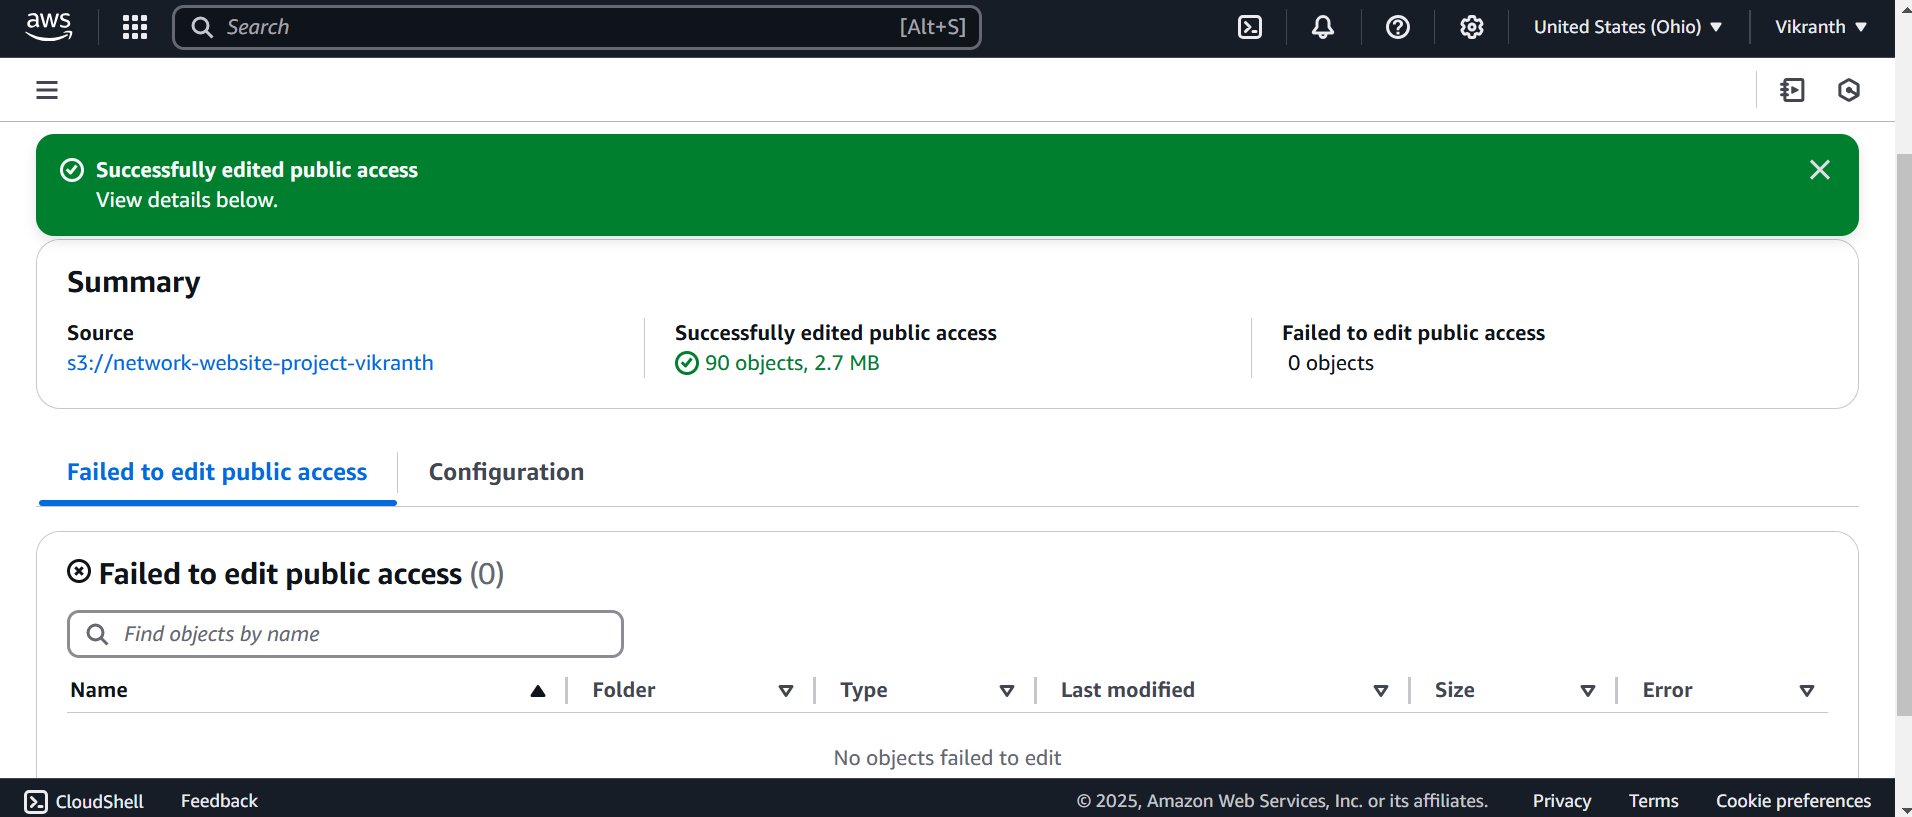 aws
Search [Alt+S] United States (Ohio) Vikranth
Successfully edited public access
View details below.
Summary
Source
s3://network-website-project-vikranth
Successfully edited public access
90 objects, 2.7 MB
Failed to edit public access
0 objects
Failed to edit public access Configuration
Failed to edit public access (0)
Find objects by name
Name Folder Type Last modified Size Error
No objects failed to edit
CloudShell Feedback © 2025, Amazon Web Services, Inc. or its affiliates. Privacy Terms Cookie preferences